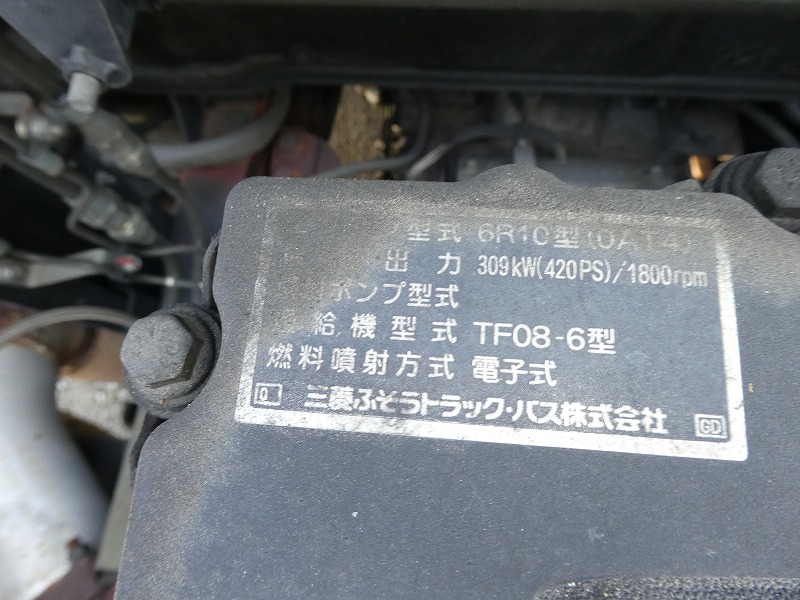 型式 6R10型(0AT4)
出力 309kW(420PS)/1800rpm
ポンプ型式
給機型式 TF08-6型
燃料噴射方式 電子式
0 三菱ふそうトラック・バス株式会社 GD